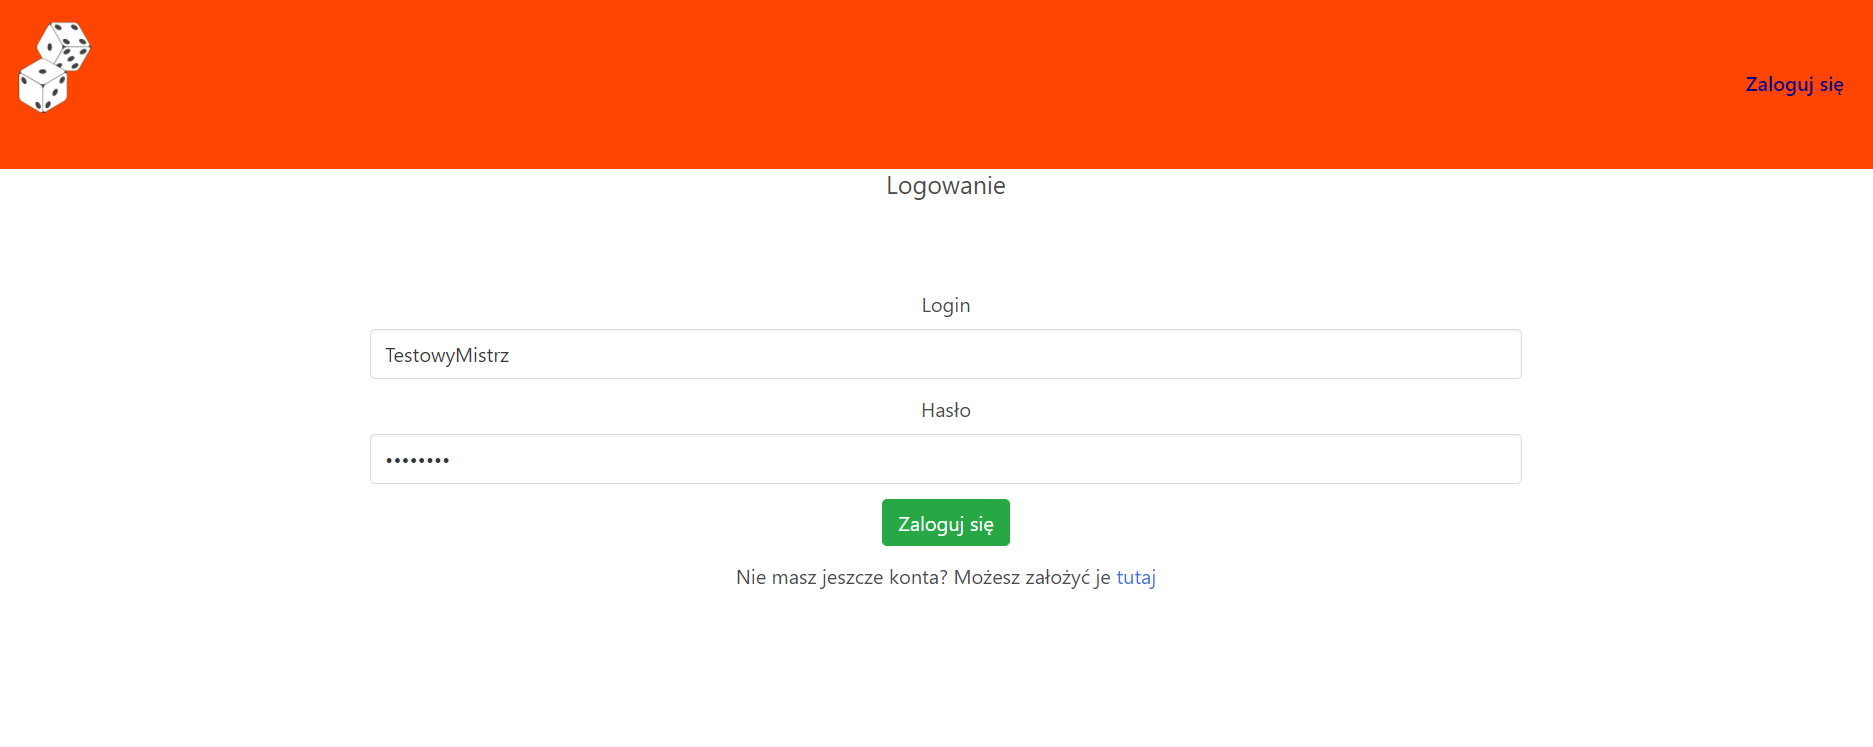 Zaloguj się
Logowanie
Login
TestowyMistrz
Hasło
••••••••
Zaloguj się
Nie masz jeszcze konta? Możesz założyć je tutaj